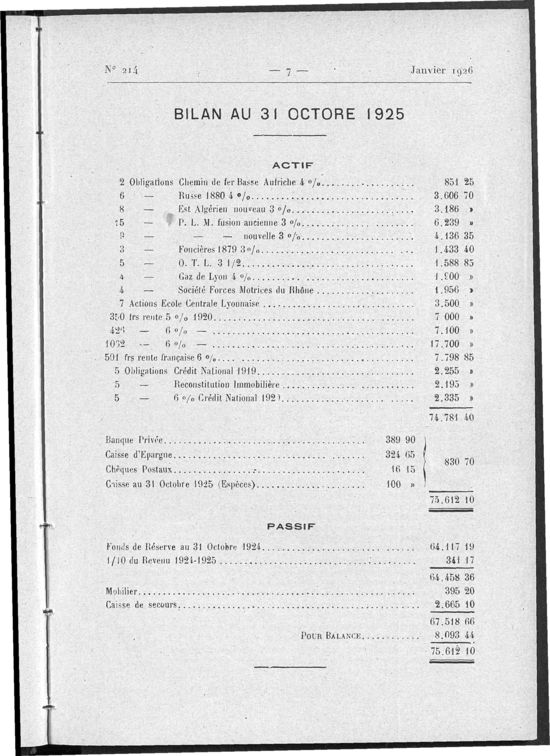 N° 214 — 7 — Janvier 1926
BILAN AU 31 OCTORE 1925
ACTIF
2 Obligations Chemin de fer Basse Autriche 4 o/o 851 25
6 — Russe 1880 4 o/o 3.606 70
8 — Est Algérien nouveau 3 o/o 3.186 »
15 — P. L. M. fusion ancienne 3 o/o 6.239 »
9 — — — nouvelle 3 o/o 4.136 35
3 — Foncières 1879 3 o/o 1.433 40
5 — O. T. L. 3 1/2 1.588 85
4 — Gaz de Lyon 4 o/o 1.900 »
4 — Société Forces Motrices du Rhône 1.956 »
7 Actions Ecole Centrale Lyonnaise 3.500 »
350 frs rente 5 o/o 1920 7 000 »
426 — 6 o/o — 7.100 »
1062 — 6 o/o — 17.700 »
501 frs rente française 6 o/o 7.798 85
5 Obligations Crédit National 1919 2.255 »
5 — Reconstitution Immobilière 2.195 »
5 — 6 o/o Crédit National 2.335 »
74.781 40
Banque Privée 389 90
Caisse d'Epargne 324 65
830 70
Chèques Postaux 16 15
Caisse au 31 Octobre 1925 (Espèces) 100 »
75.612 10
PASSIF
Fonds de Réserve au 31 Octobre 1924 64.117 19
1/10 du Revenu 1924-1925 341 17
64.458 36
Mobilier 395 20
Caisse de secours 2.665 10
67.518 66
POUR BALANCE 8.093 44
75.612 10